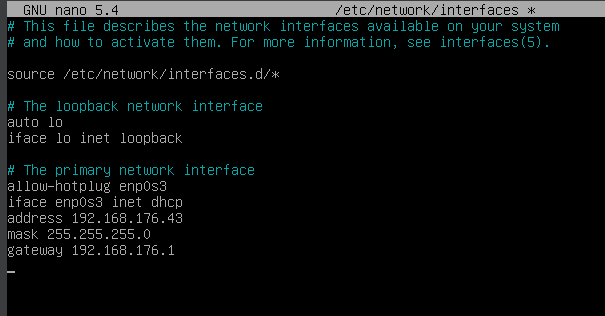 GNU nano 5.4 /etc/network/interfaces *
# This file describes the network interfaces available on your system
# and how to activate them. For more information, see interfaces(5).
source /etc/network/interfaces.d/*
# The loopback network interface
auto lo
iface lo inet loopback
# The primary network interface
allow-hotplug enp0s3
iface enp0s3 inet dhcp
address 192.168.176.43
mask 255.255.255.0
gateway 192.168.176.1